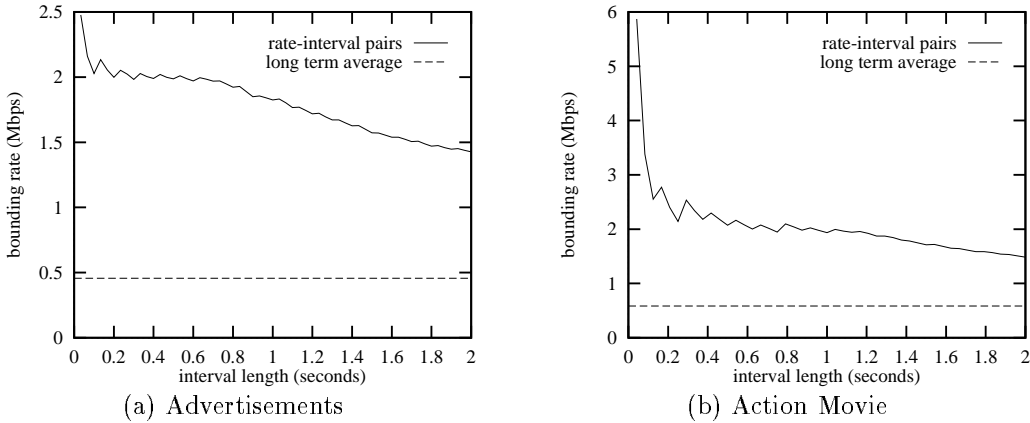 2.5
2
1.5
1
0.5
0
bounding rate (Mbps)
rate-interval pairs
long term average
0 0.2 0.4 0.6 0.8 1 1.2 1.4 1.6 1.8 2
interval length (seconds)
(a) Advertisements
6
5
4
3
2
1
0
bounding rate (Mbps)
rate-interval pairs
long term average
0 0.2 0.4 0.6 0.8 1 1.2 1.4 1.6 1.8 2
interval length (seconds)
(b) Action Movie